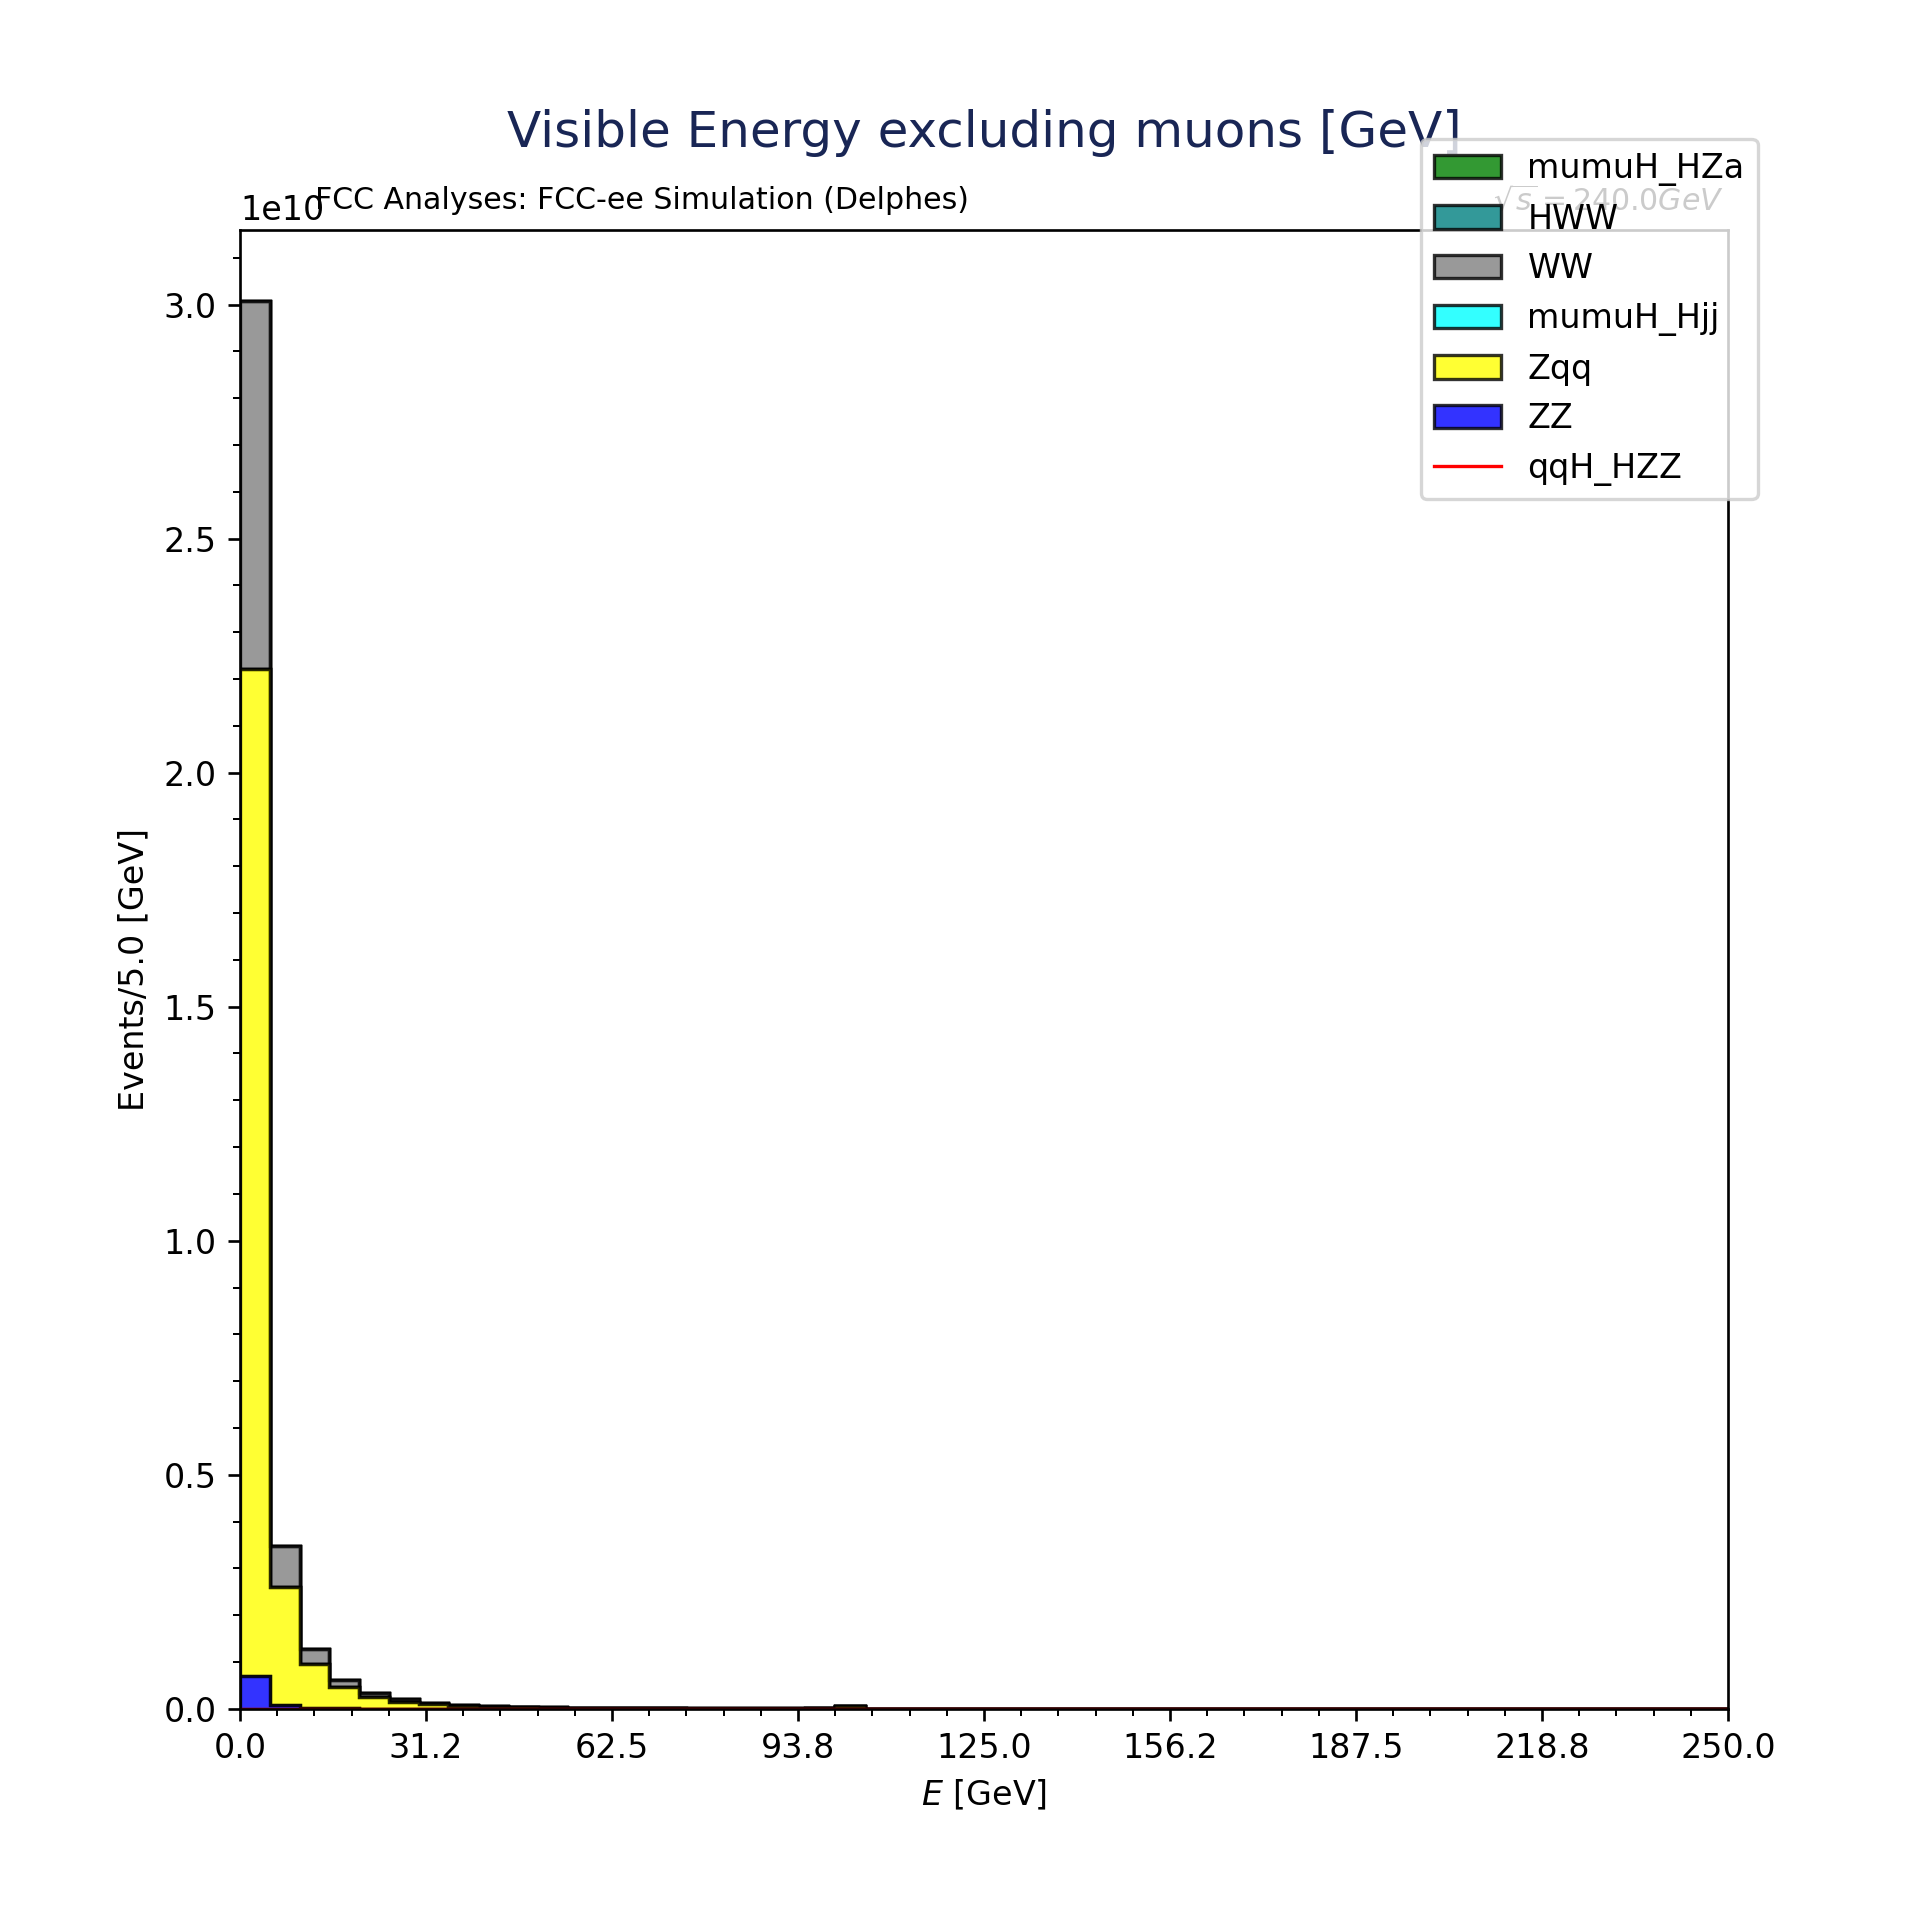 Visible Energy excluding muons [GeV]
1e10
FCC Analyses: FCC-ee Simulation (Delphes)
√s = 240.0GeV
mumuH_HZa
HWW
WW
mumuH_Hjj
Zqq
ZZ
qqH_HZZ
3.0
2.5
2.0
1.5
1.0
0.5
0.0
Events/5.0 [GeV]
0.0 31.2 62.5 93.8 125.0 156.2 187.5 218.8 250.0
E [GeV]